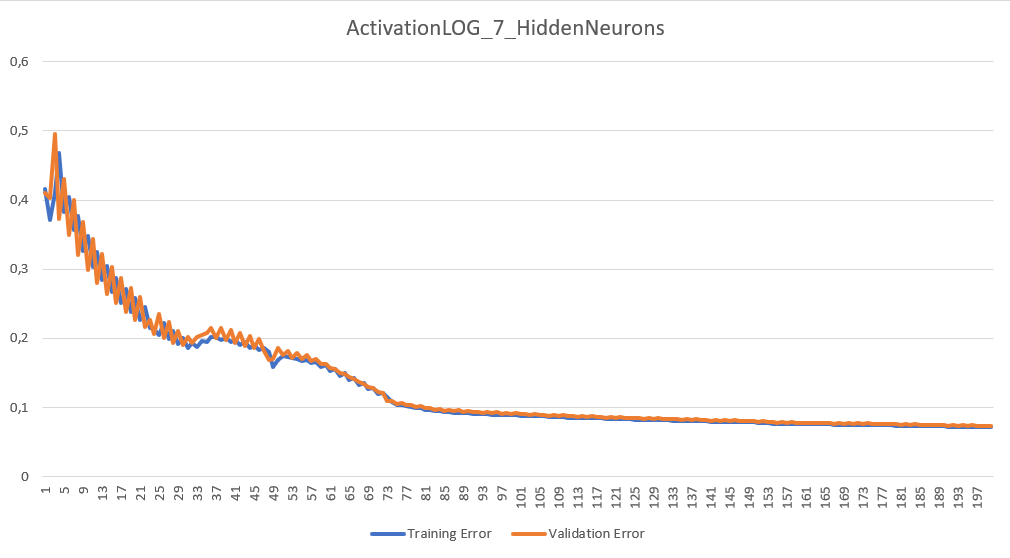 ActivationLOG_7_HiddenNeurons
0,6
0,5
0,4
0,3
0,2
0,1
0
1 5 9 13 17 21 25 29 33 37 41 45 49 53 57 61 65 69 73 77 81 85 89 93 97 101 105 109 113 117 121 125 129 133 137 141 145 149 153 157 161 165 169 173 177 181 185 189 193 197
Training Error Validation Error